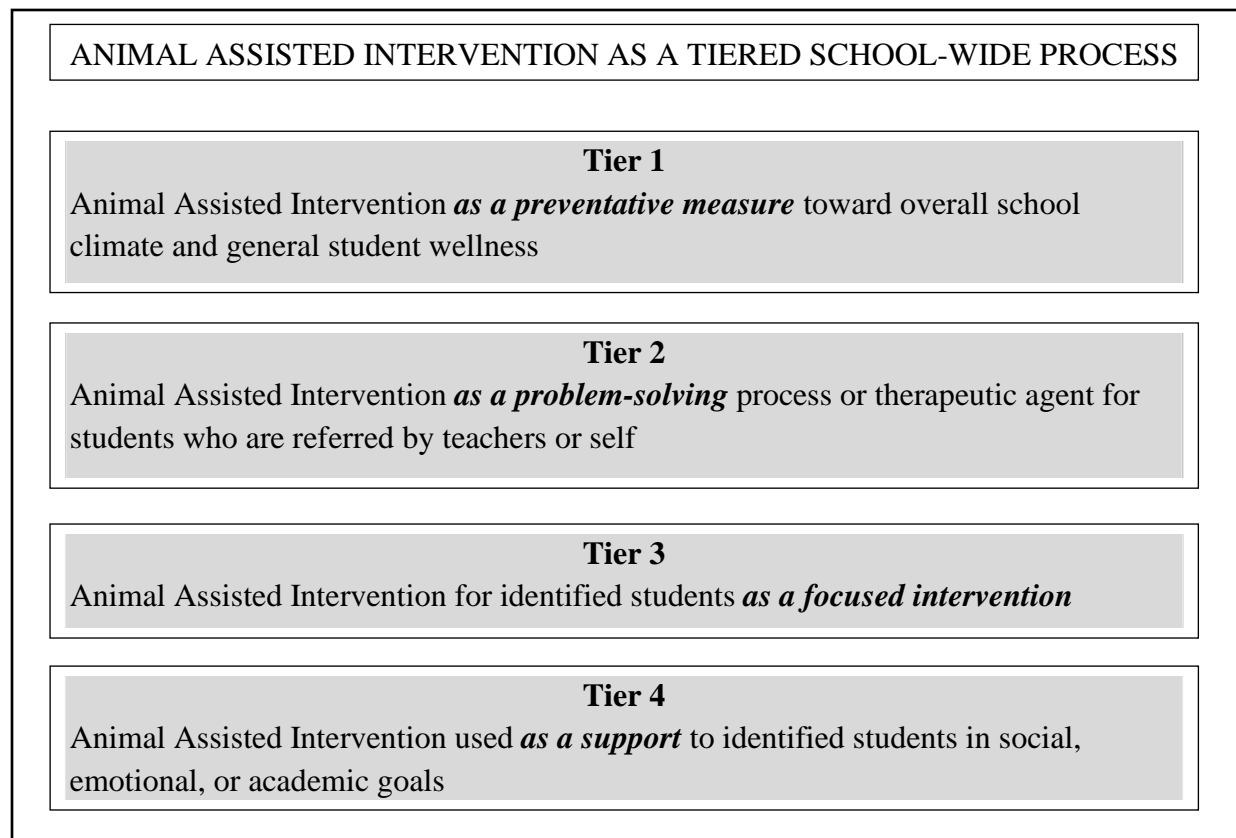 ANIMAL ASSISTED INTERVENTION AS A TIERED SCHOOL-WIDE PROCESS
Tier 1
Animal Assisted Intervention as a preventative measure toward overall school
climate and general student wellness
Tier 2
Animal Assisted Intervention as a problem-solving process or therapeutic agent for
students who are referred by teachers or self
Tier 3
Animal Assisted Intervention for identified students as a focused intervention
Tier 4
Animal Assisted Intervention used as a support to identified students in social,
emotional, or academic goals